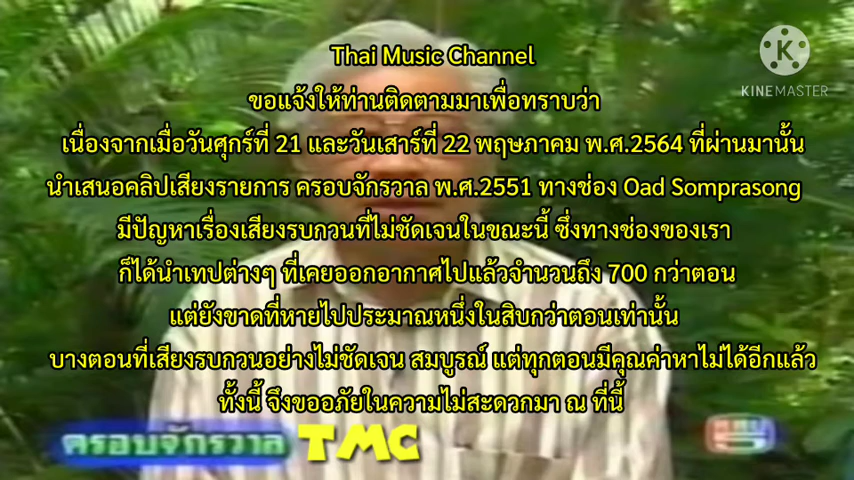 Thai Music Channel
ขอแจ้งให้ท่านติดตามมาเพื่อทราบว่า
เนื่องจากเมื่อวันศุกร์ที่ 21 และวันเสาร์ที่ 22 พฤษภาคม พ.ศ.2564 ที่ผ่านมานั้น
นำเสนอคลิปเสียงรายการ ครอบจักรวาล พ.ศ.2551 ทางช่อง Oad Somprasong
มีปัญหาเรื่องเสียงรบกวนที่ไม่ชัดเจนในขณะนี้ ซึ่งทางช่องของเรา
ก็ได้นำเทปต่างๆ ที่เคยออกอากาศไปแล้วจำนวนถึง 700 กว่าตอน
แต่ยังขาดที่หายไปประมาณหนึ่งในสิบกว่าตอนเท่านั้น
บางตอนที่เสียงรบกวนอย่างไม่ชัดเจน สมบูรณ์ แต่ทุกตอนมีคุณค่าหาไม่ได้อีกแล้ว
ทั้งนี้ จึงขออภัยในความไม่สะดวกมา ณ ที่นี้
K
KINEMASTER
ครอบจักรวาล TMC